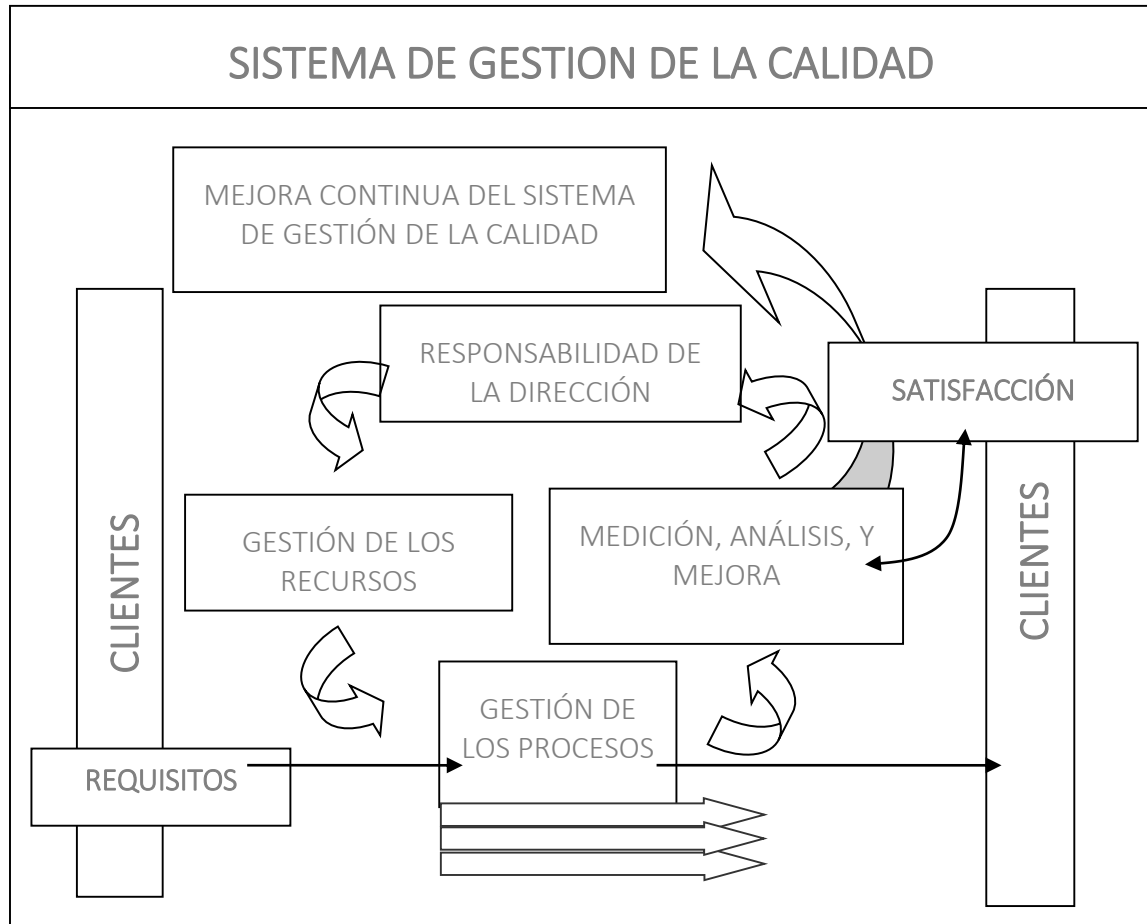 SISTEMA DE GESTION DE LA CALIDAD
MEJORA CONTINUA DEL SISTEMA
DE GESTIÓN DE LA CALIDAD
RESPONSABILIDAD DE
LA DIRECCIÓN
SATISFACCIÓN
CLIENTES
GESTIÓN DE LOS
RECURSOS
MEDICIÓN, ANÁLISIS, Y
MEJORA
CLIENTES
GESTIÓN DE
LOS PROCESOS
REQUISITOS